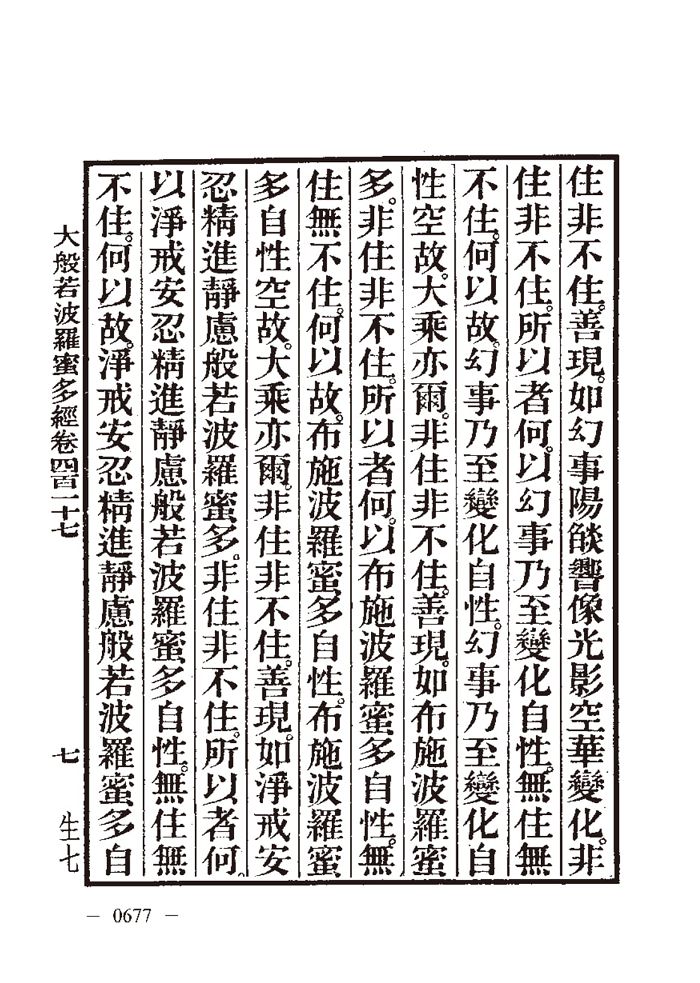 住非不住。善現。如幻事陽燄響像光影空華變化。非
住非不住。所以者何。以幻事乃至變化自性。無住無
不住。何以故。幻事乃至變化自性。幻事乃至變化自
性空故。大乘亦爾。非住非不住。善現。如布施波羅蜜
多。非住非不住。所以者何。以布施波羅蜜多自性。無
住無不住。何以故。布施波羅蜜多自性。布施波羅蜜
多自性空故。大乘亦爾。非住非不住。善現。如淨戒安
忍精進靜慮般若波羅蜜多。非住非不住。所以者何。
以淨戒安忍精進靜慮般若波羅蜜多自性。無住無
不住。何以故。淨戒安忍精進靜慮般若波羅蜜多自
大般若波羅蜜多經卷四百一十七 七 生七
— 0677 —